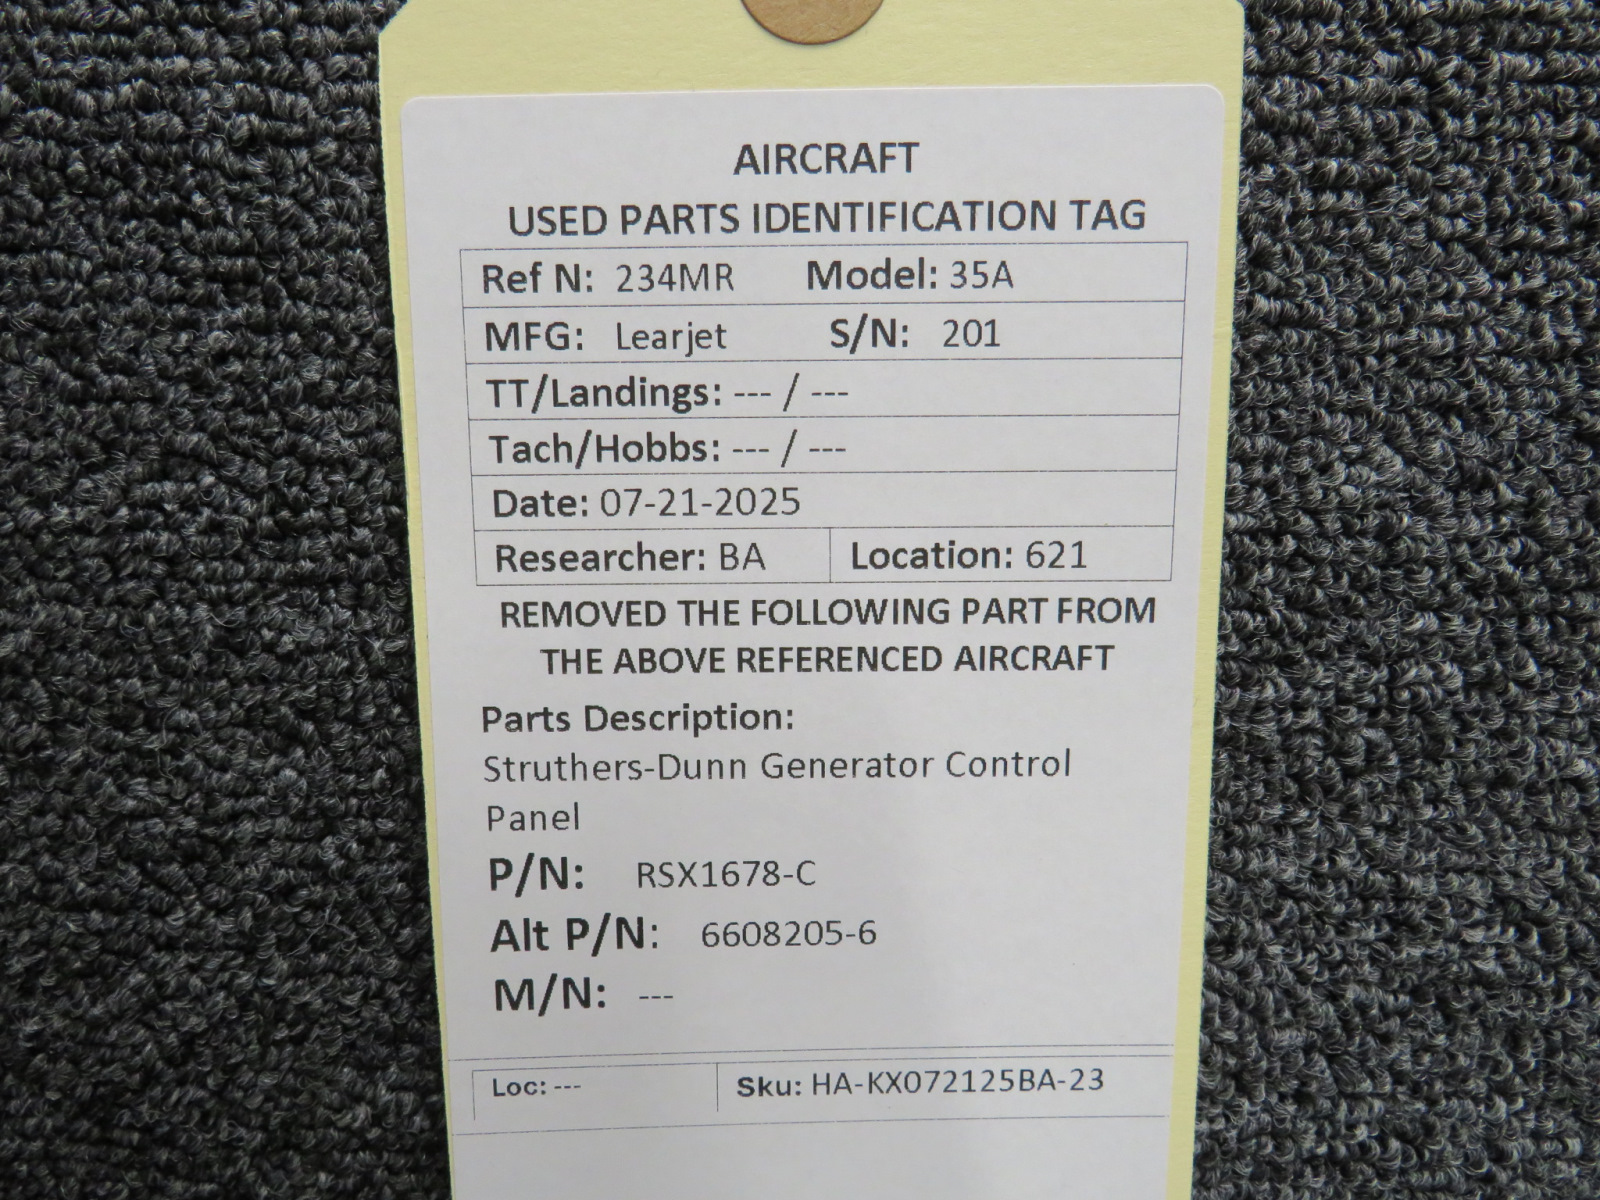 AIRCRAFT
USED PARTS IDENTIFICATION TAG
Ref N: 234MR Model: 35A
MFG: Learjet S/N: 201
TT/Landings: --- / ---
Tach/Hobbs: --- / ---
Date: 07-21-2025
Researcher: BA Location: 621
REMOVED THE FOLLOWING PART FROM
THE ABOVE REFERENCED AIRCRAFT
Parts Description:
Struthers-Dunn Generator Control
Panel
P/N: RSX1678-C
Alt P/N: 6608205-6
M/N: ---
Loc: --- Sku: HA-KX072125BA-23